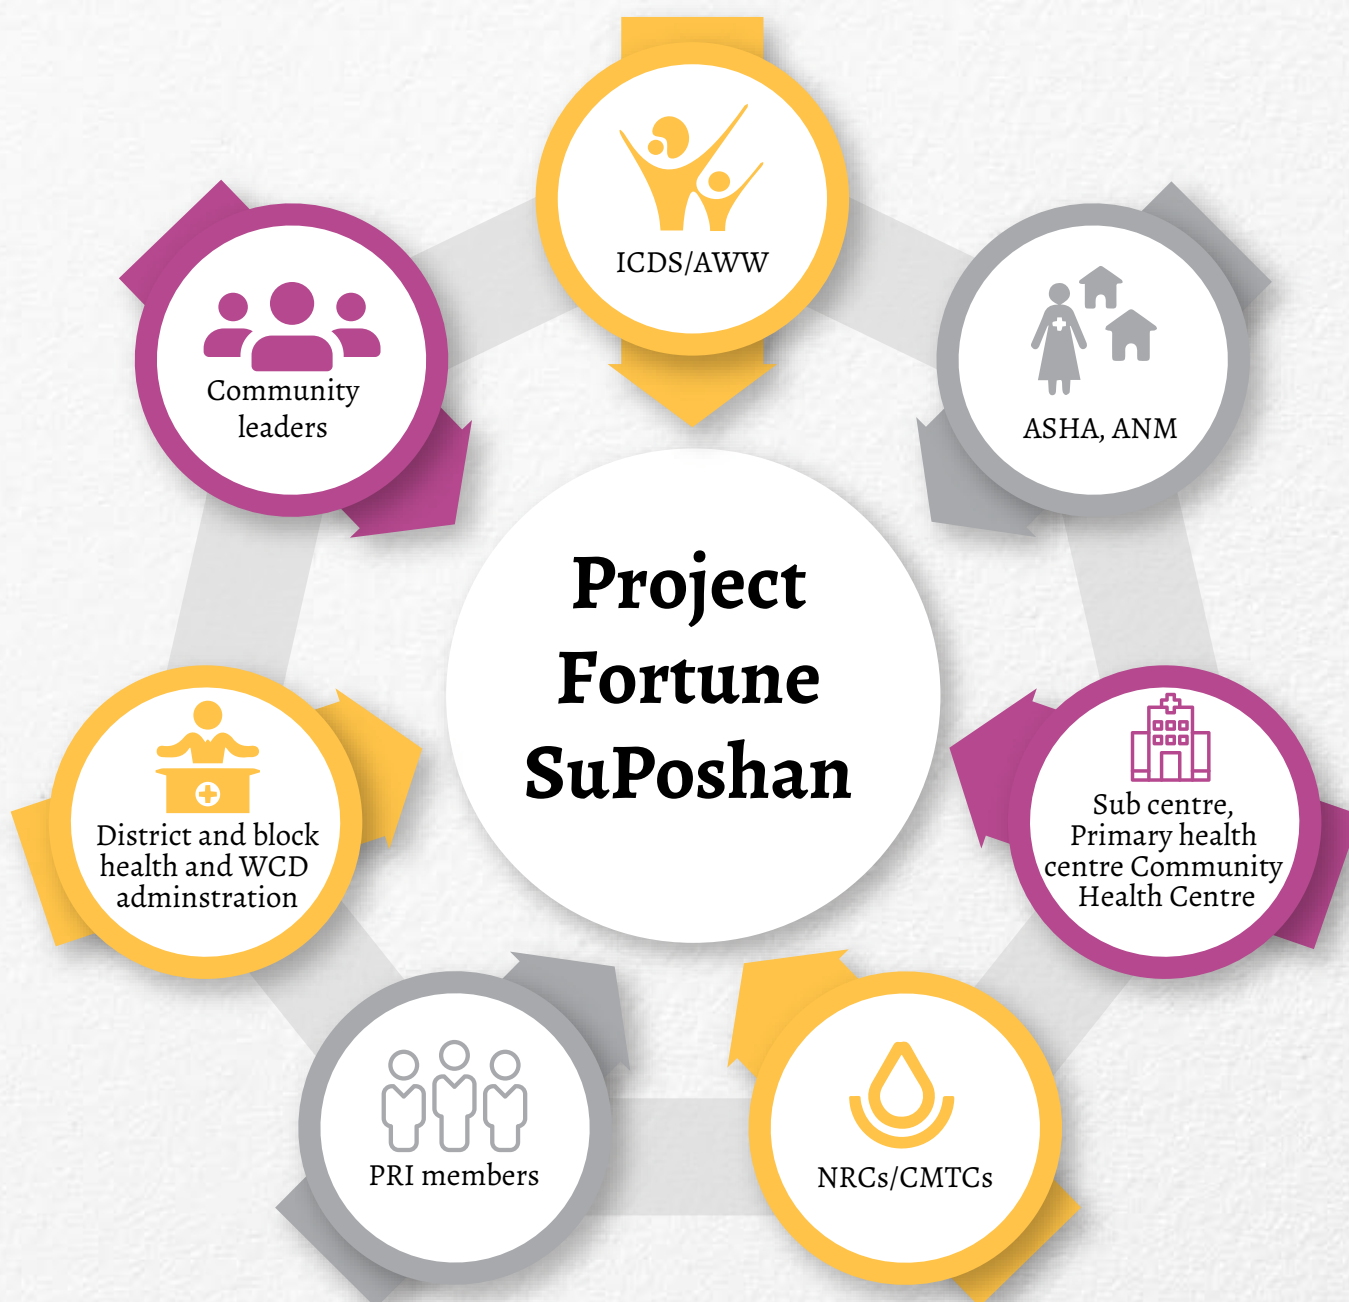 ICDS/AWW
Community
leaders
ASHA, ANM
Project
Fortune
SuPoshan
District and block
health and WCD
adminstration
Sub centre,
Primary health
centre Community
Health Centre
PRI members
NRCs/CMTCs